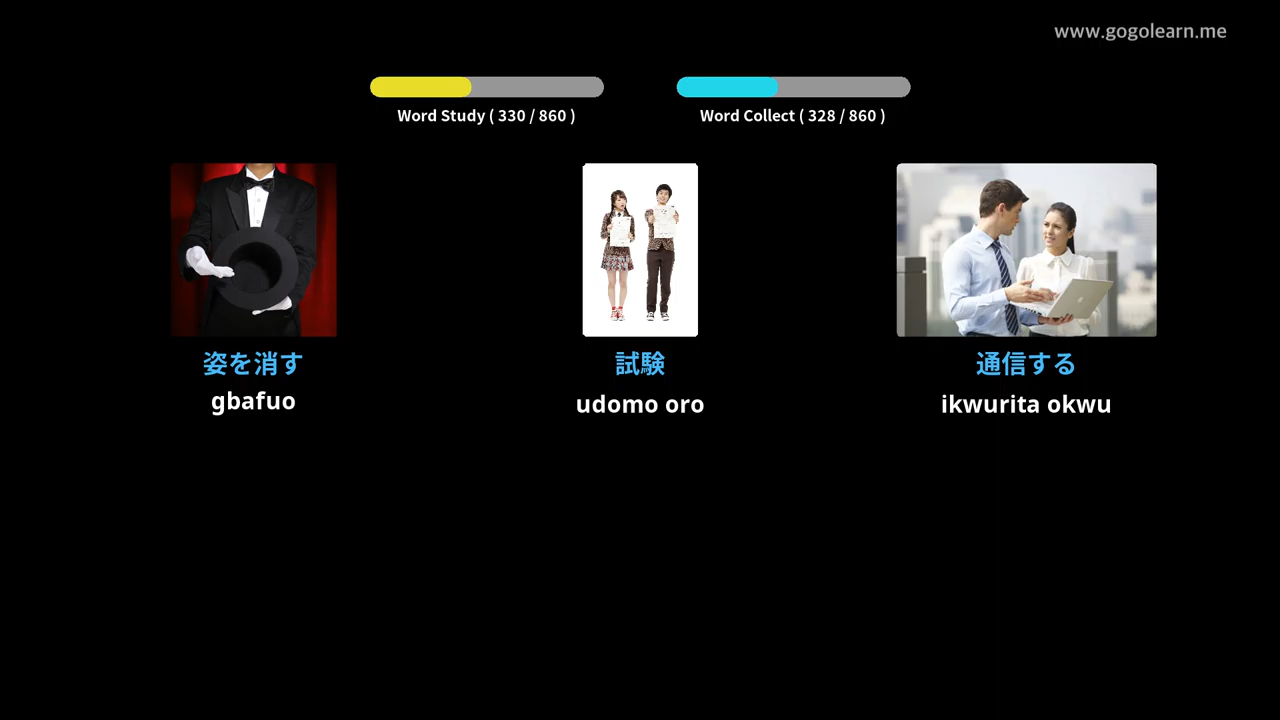 www.gogolearn.me
Word Study ( 330 / 860 )
Word Collect ( 328 / 860 )
姿を消す
gbafuo
試験
udomo oro
通信する
ikwurita okwu